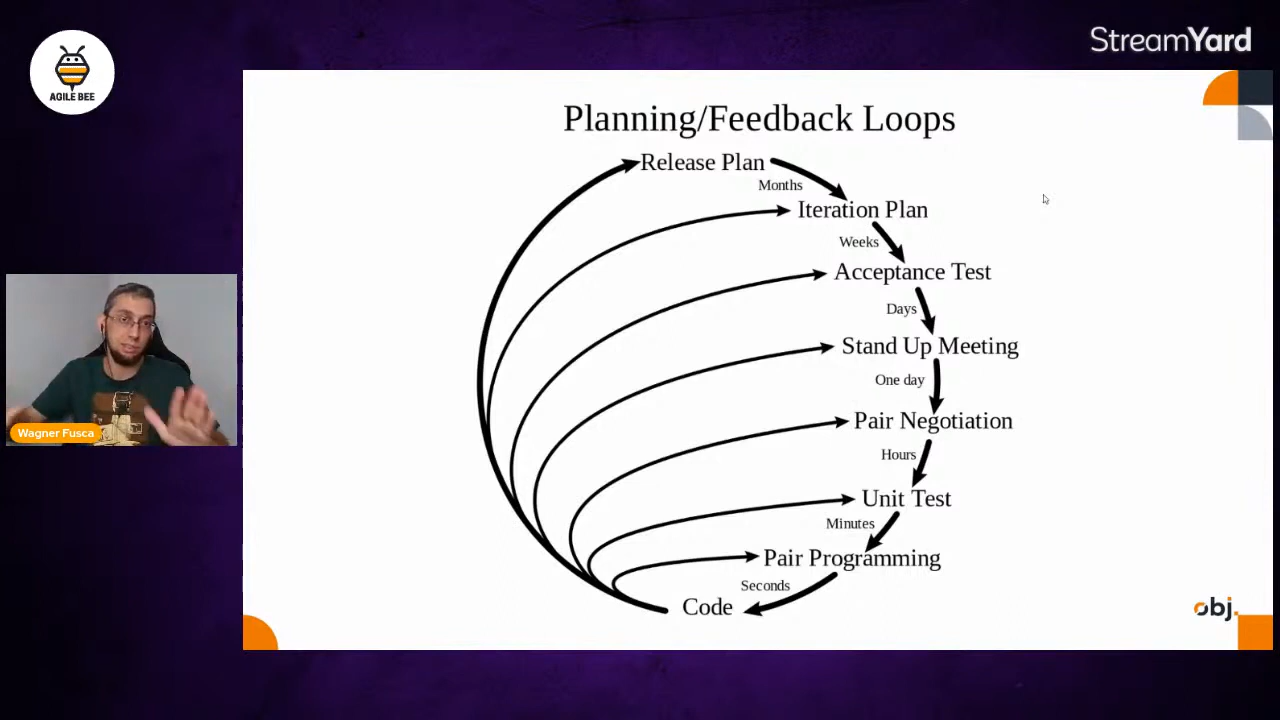 AGILE BEE
StreamYard
Planning/Feedback Loops
Release Plan
Months
Iteration Plan
Weeks
Acceptance Test
Days
Stand Up Meeting
One day
Pair Negotiation
Hours
Unit Test
Minutes
Pair Programming
Seconds
Code
Wagner Fusca
obj.